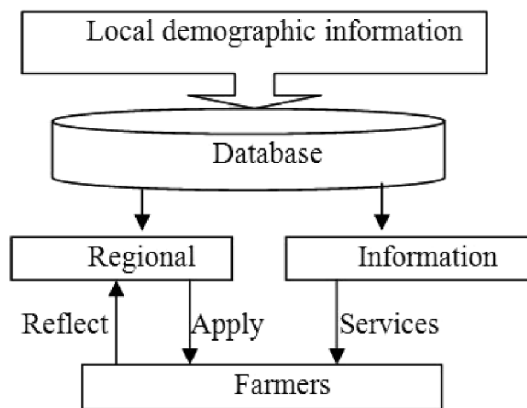 Local demographic information
Database
Regional
Information
Reflect
Apply
Services
Farmers